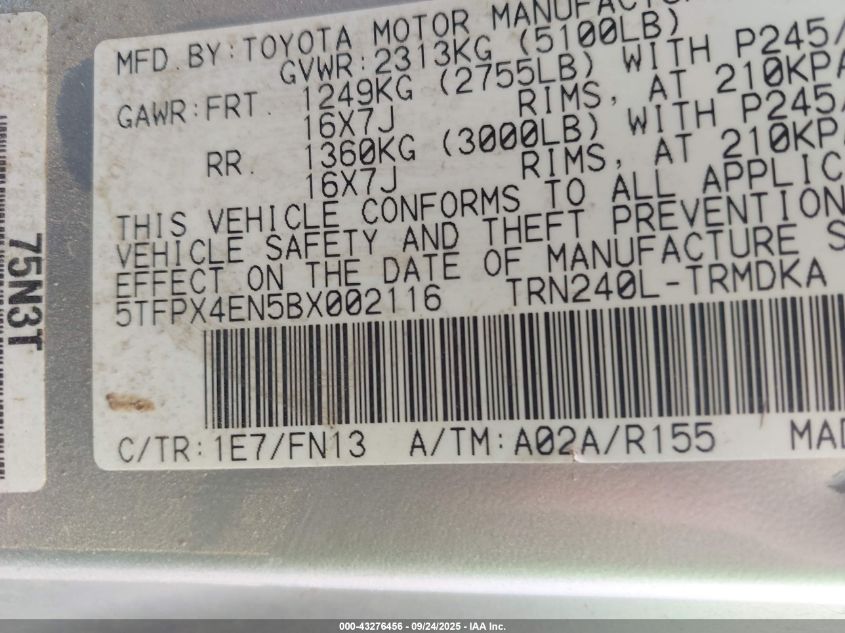 MFD. BY: TOYOTA MOTOR MANUFACTUR
GVWR: 2313KG (5100LB)
GAWR: FRT. 1249KG (2755LB) WITH P245/
16X7J RIMS, AT 210KPA
RR. 1360KG (3000LB) WITH P245/
16X7J RIMS, AT 210KPA
THIS VEHICLE CONFORMS TO ALL APPLIC
VEHICLE SAFETY AND THEFT PREVENTION
EFFECT ON THE DATE OF MANUFACTURE S
5TFPX4EN5BX002116 TRN240L-TRMDKA
C/TR: 1E7/FN13 A/TM: A02A/R155 MAD
75N3T
000-43276456 - 09/24/2025 - IAA Inc.